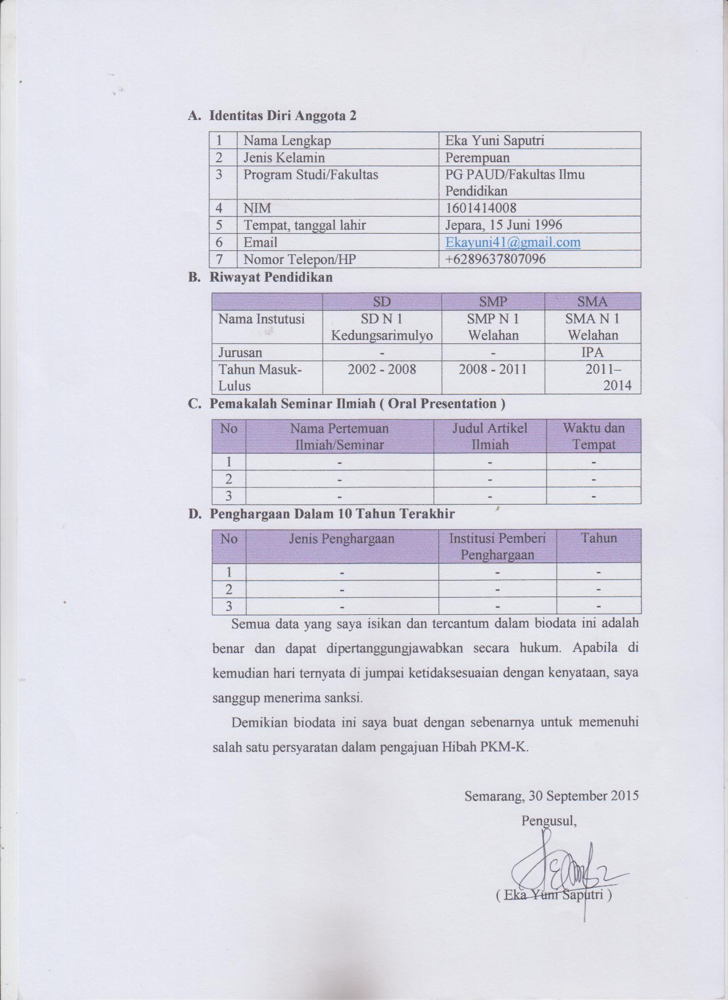 A. Identitas Diri Anggota 2
1 Nama Lengkap Eka Yuni Saputri
2 Jenis Kelamin Perempuan
3 Program Studi/Fakultas PG PAUD/Fakultas Ilmu
Pendidikan
4 NIM 1601414008
5 Tempat, tanggal lahir Jepara, 15 Juni 1996
6 Email Ekayuni41@gmail.com
7 Nomor Telepon/HP +6289637807096
B. Riwayat Pendidikan
SD SMP SMA
Nama Instutusi SD N 1 SMP N 1 SMA N 1
Kedungsarimulyo Welahan Welahan
Jurusan - - IPA
Tahun Masuk- 2002 - 2008 2008 - 2011 2011–
Lulus 2014
C. Pemakalah Seminar Ilmiah ( Oral Presentation )
No Nama Pertemuan Judul Artikel Waktu dan
Ilmiah/Seminar Ilmiah Tempat
1 - - -
2 - - -
3 - - -
D. Penghargaan Dalam 10 Tahun Terakhir
No Jenis Penghargaan Institusi Pemberi Tahun
Penghargaan
1 - - -
2 - - -
3 - - -
Semua data yang saya isikan dan tercantum dalam biodata ini adalah
benar dan dapat dipertanggungjawabkan secara hukum. Apabila di
kemudian hari ternyata di jumpai ketidaksesuaian dengan kenyataan, saya
sanggup menerima sanksi.
Demikian biodata ini saya buat dengan sebenarnya untuk memenuhi
salah satu persyaratan dalam pengajuan Hibah PKM-K.
Semarang, 30 September 2015
Pengusul,
( Eka Yuni Saputri )